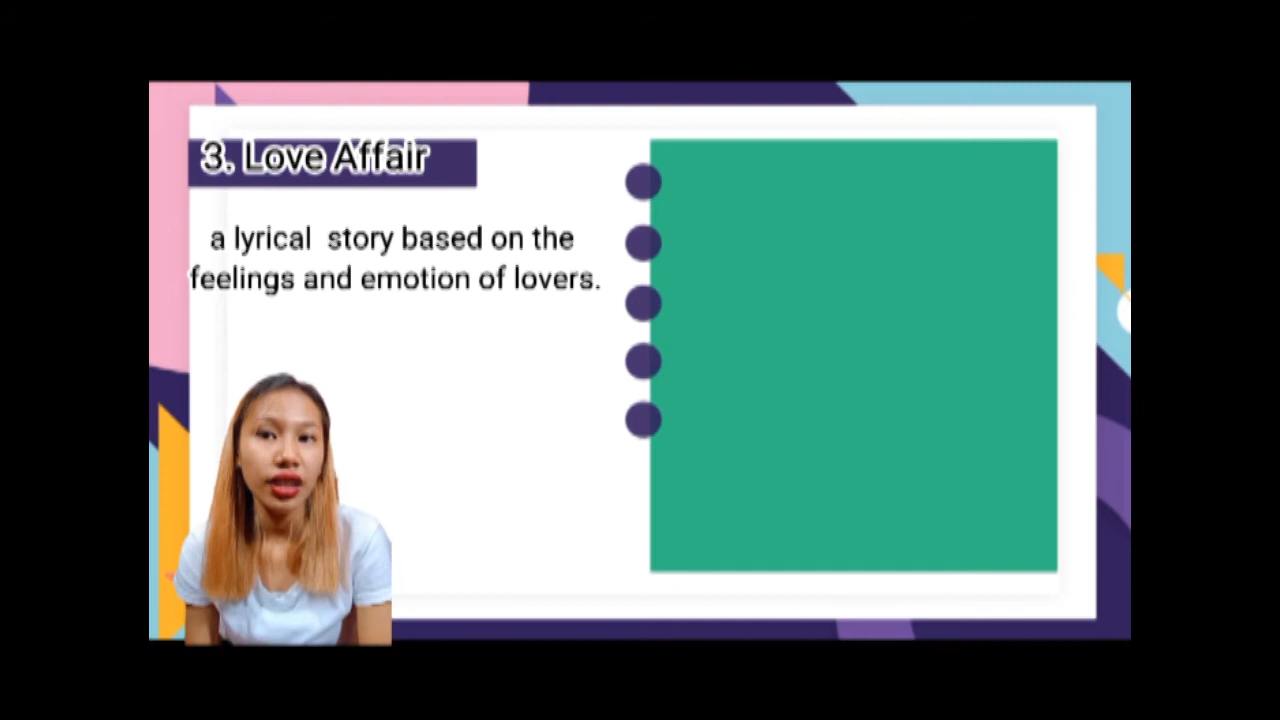 3. Love Affair
a lyrical story based on the
feelings and emotion of lovers.